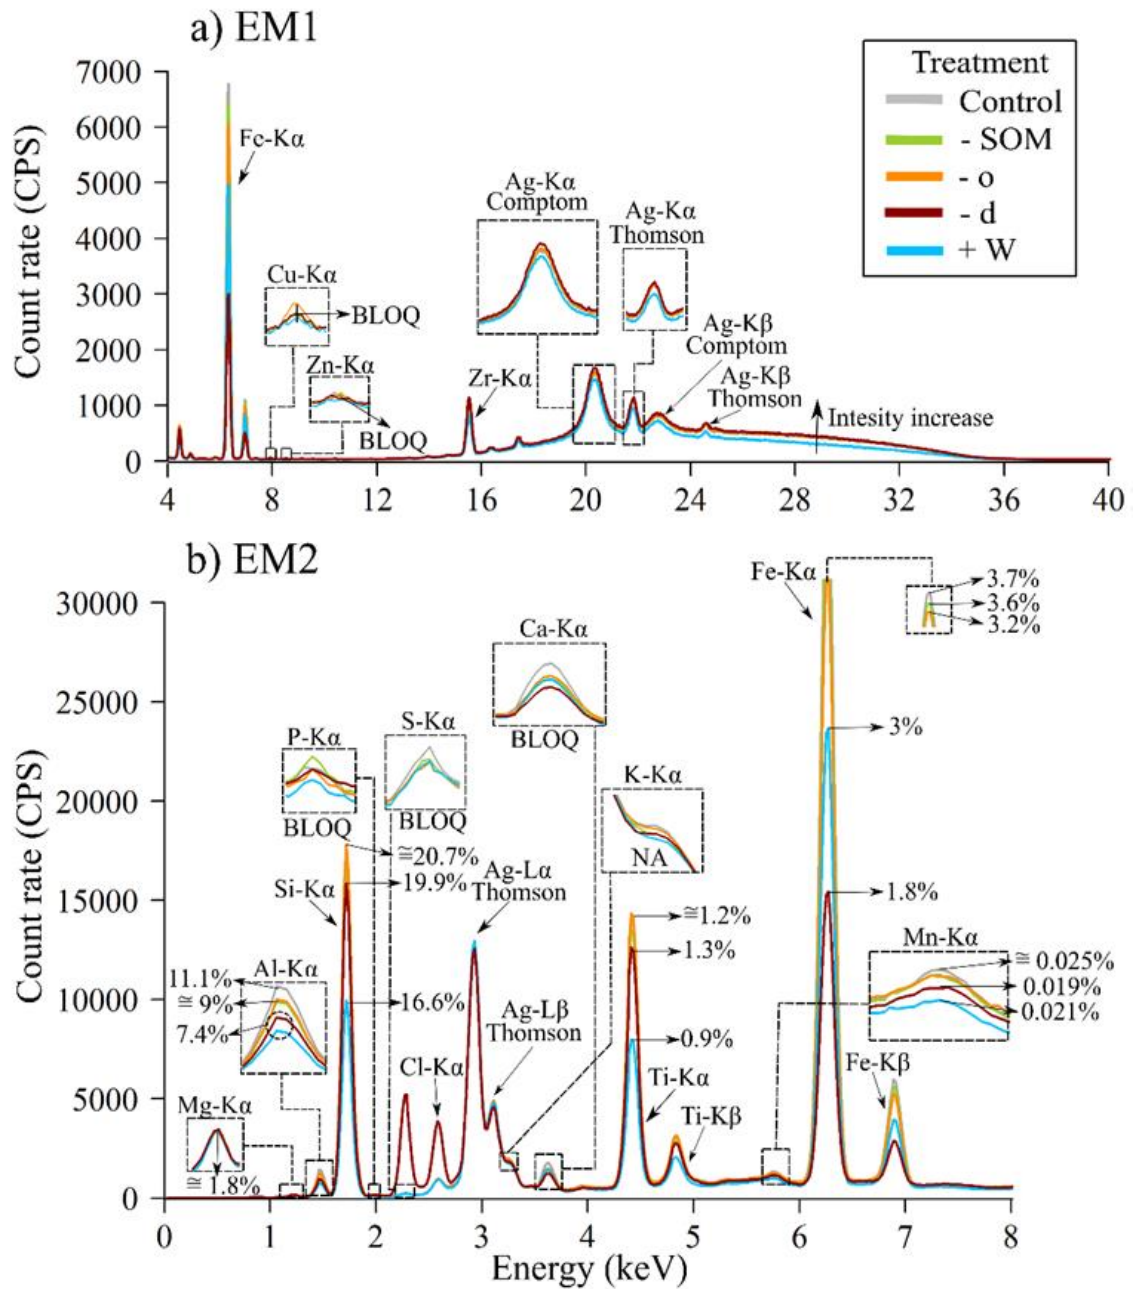 a) EM1
Treatment
Control
- SOM
- o
- d
+ W
Count rate (CPS)
7000
6000
5000
4000
3000
2000
1000
0
Fe-Kα
Cu-Kα
BLOQ
Zn-Kα
BLOQ
Ag-Kα
Comptom
Ag-Kα
Thomson
Zr-Kα
Ag-Kβ
Comptom
Ag-Kβ
Thomson
Intesity increase
4
8
12
16
20
24
28
32
36
40
b) EM2
Count rate (CPS)
30000
25000
20000
15000
10000
5000
0
Fe-Kα
3.7%
3.6%
3.2%
Ca-Kα
BLOQ
P-Kα
BLOQ
S-Kα
BLOQ
K-Kα
NA
3%
≅20.7%
19.9%
Si-Kα
16.6%
Ag-Lα
Thomson
≅1.2%
1.3%
0.9%
1.8%
Mn-Kα
≅ 0.025%
0.019%
0.021%
Al-Kα
11.1%
≅ 9%
7.4%
Ag-Lβ
Thomson
Cl-Kα
Ti-Kα
Ti-Kβ
Fe-Kβ
Mg-Kα
≅ 1.8%
0
1
2
3
4
5
6
7
8
Energy (keV)